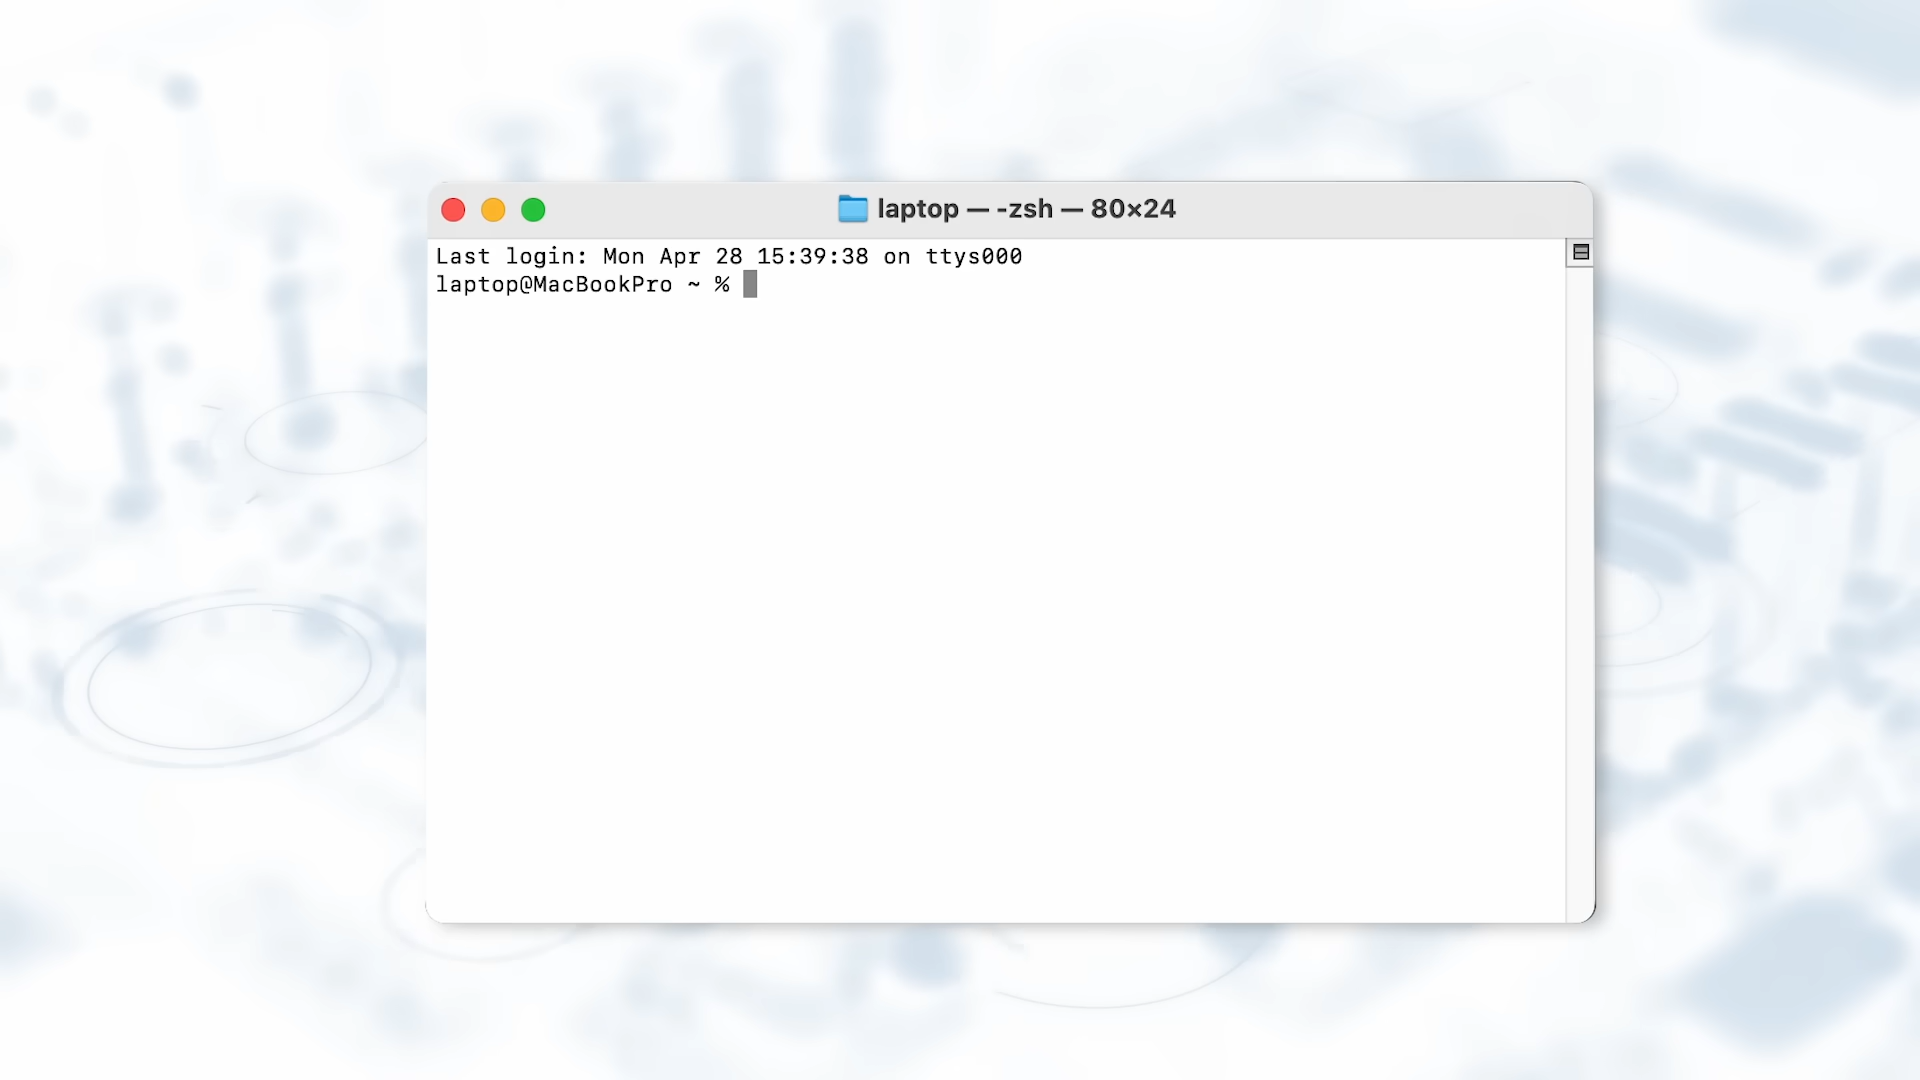 laptop — -zsh — 80×24
Last login: Mon Apr 28 15:39:38 on ttys000
laptop@MacBookPro ~ %